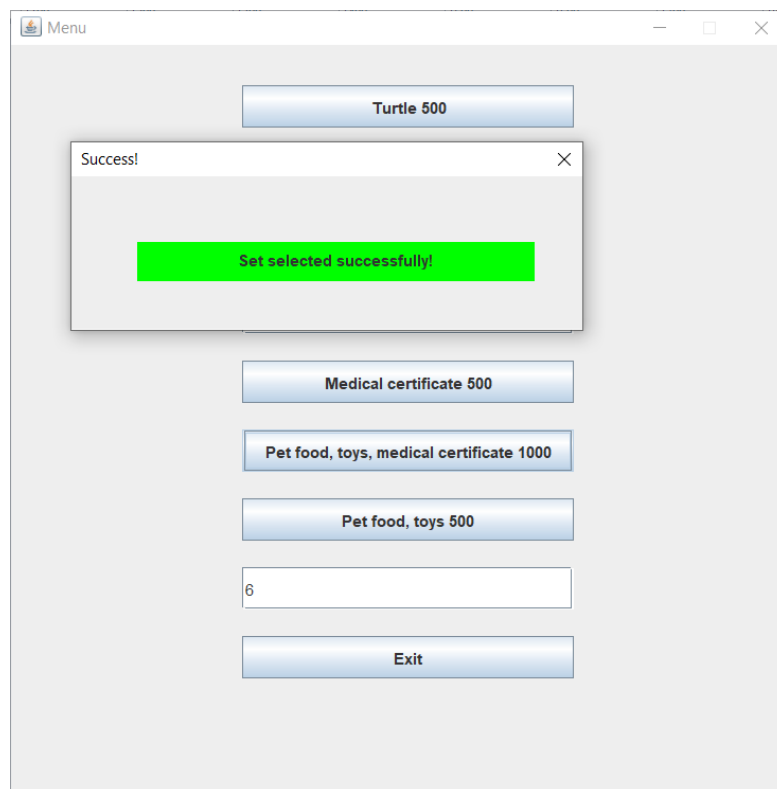 Menu
Turtle 500
Success!
Set selected successfully!
Medical certificate 500
Pet food, toys, medical certificate 1000
Pet food, toys 500
6
Exit